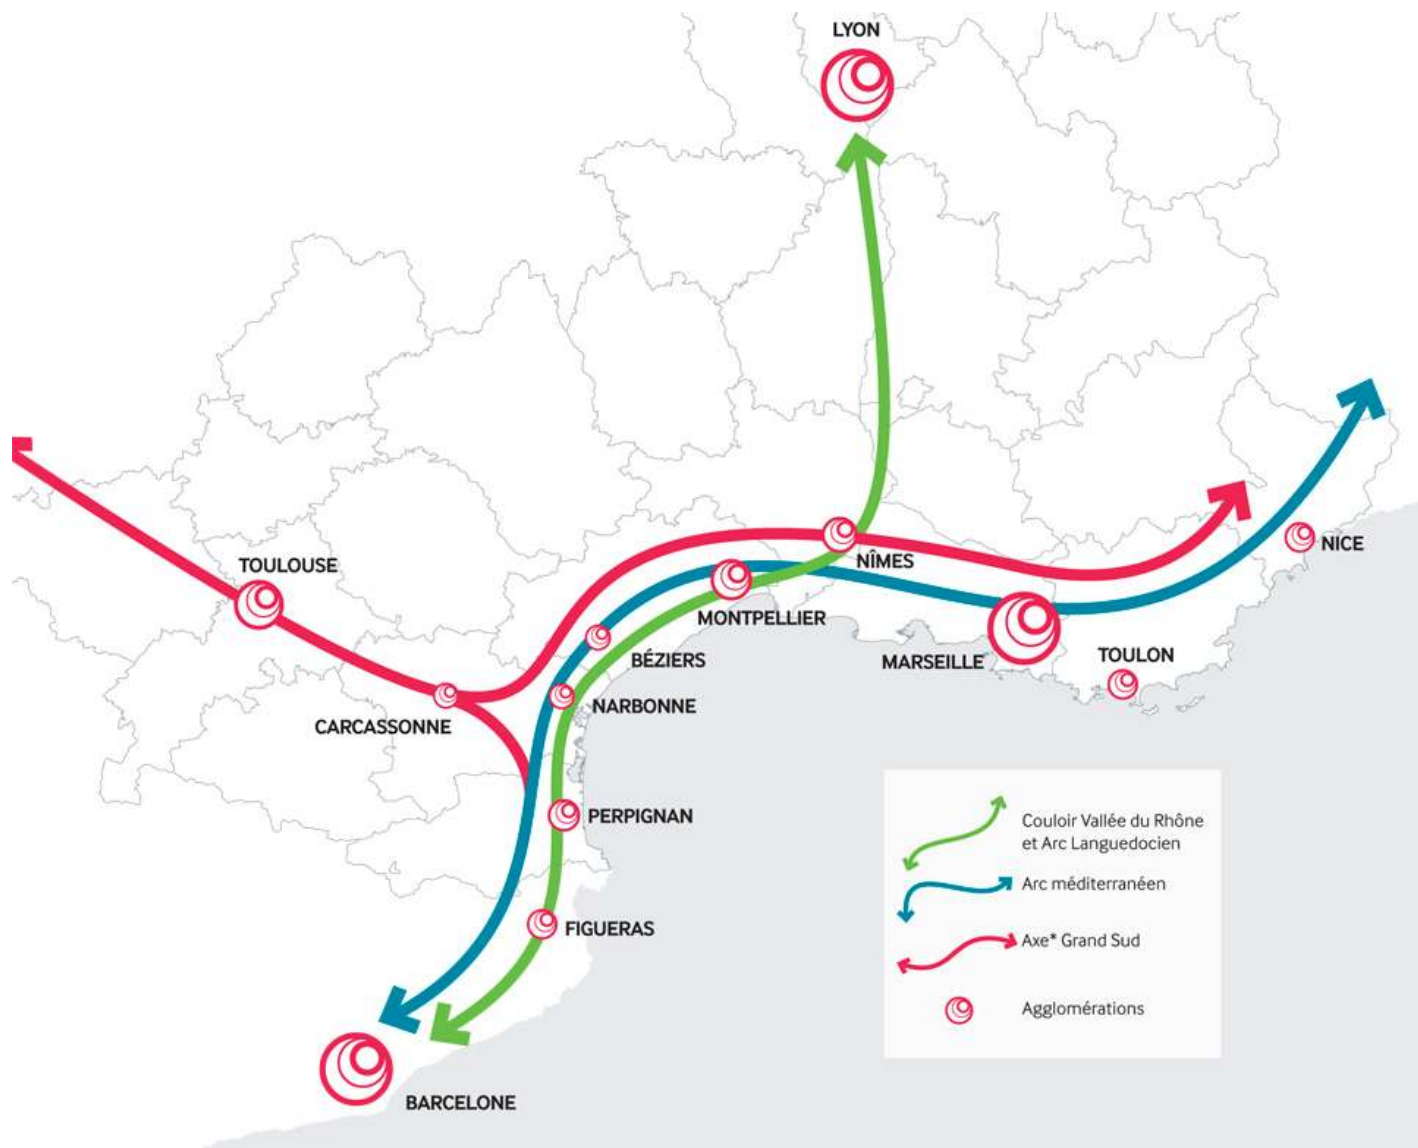 LYON
TOULOUSE
NÎMES
NICE
MONTPELLIER
BÉZIERS
MARSEILLE
TOULON
NARBONNE
CARCASSONNE
PERPIGNAN
FIGUERAS
BARCELONE
Couloir Vallée du Rhône
et Arc Languedocien
Arc méditerranéen
Axe* Grand Sud
Agglomérations